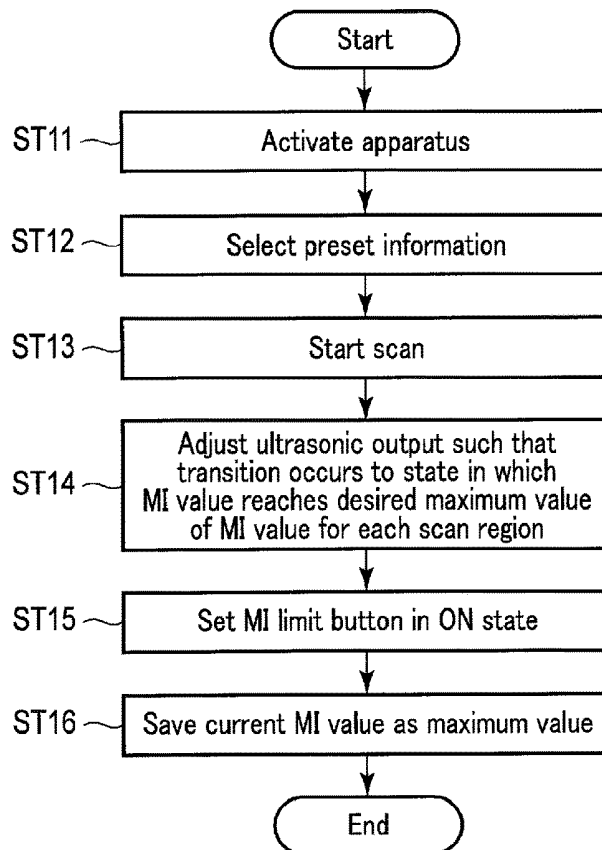 Start
ST11
Activate apparatus
ST12
Select preset information
ST13
Start scan
ST14
Adjust ultrasonic output such that
transition occurs to state in which
MI value reaches desired maximum value
of MI value for each scan region
ST15
Set MI limit button in ON state
ST16
Save current MI value as maximum value
End